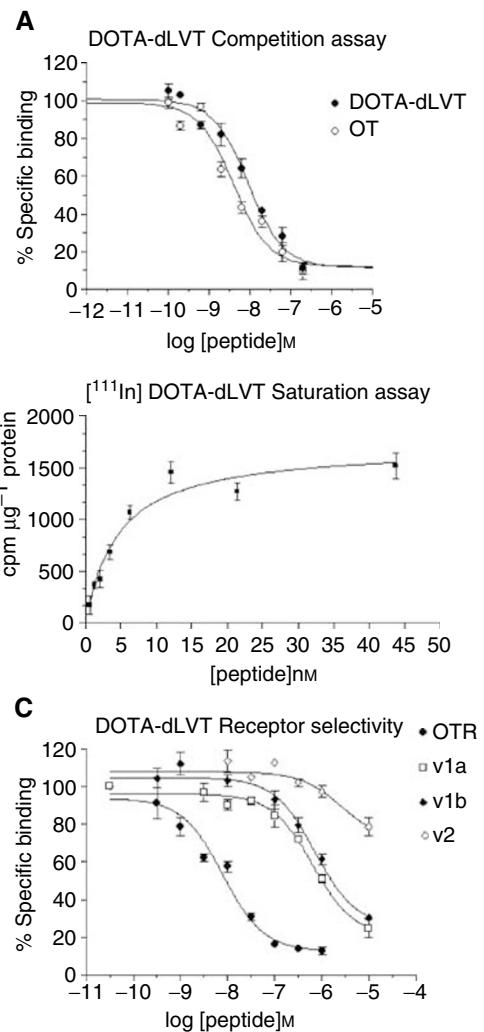 A
DOTA-dLVT Competition assay
120
100
80
60
40
20
0
% Specific binding
DOTA-dLVT
OT
−12 −11 −10 −9 −8 −7 −6 −5
log [peptide]M
[¹¹¹In] DOTA-dLVT Saturation assay
2000
1500
1000
500
0
cpm µg⁻¹ protein
0 5 10 15 20 25 30 35 40 45 50
[peptide]nM
C
DOTA-dLVT Receptor selectivity
120
100
80
60
40
20
0
% Specific binding
OTR
v1a
v1b
v2
−11 −10 −9 −8 −7 −6 −5 −4
log [peptide]M